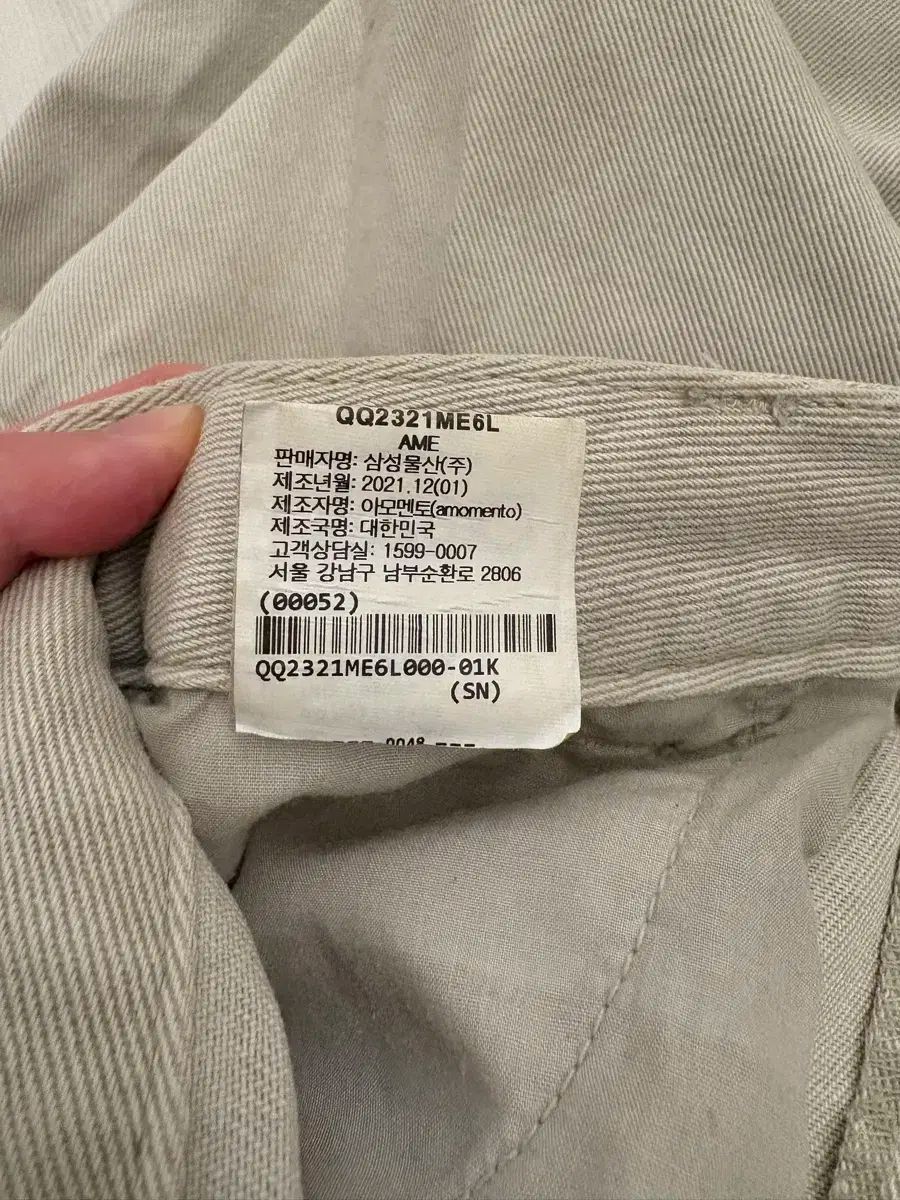 QQ2321ME6L
AME
판매자명: 삼성물산(주)
제조년월: 2021.12(01)
제조자명: 아모멘토(amomento)
제조국명: 대한민국
고객상담실: 1599-0007
서울 강남구 남부순환로 2806
(00052)
QQ2321ME6L000-01K
(SN)